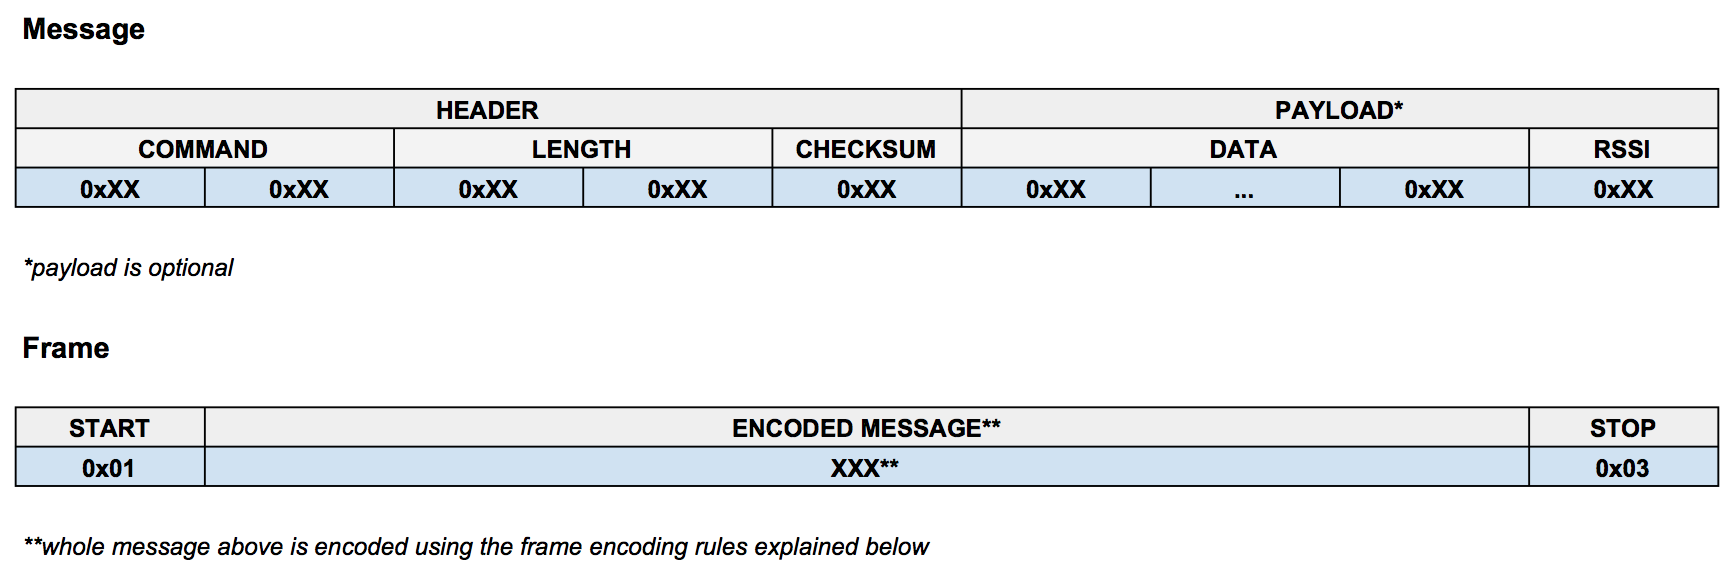 Message
HEADER PAYLOAD*
COMMAND LENGTH CHECKSUM DATA RSSI
0xXX 0xXX 0xXX 0xXX 0xXX 0xXX ... 0xXX 0xXX
*payload is optional
Frame
START ENCODED MESSAGE** STOP
0x01 XXX** 0x03
**whole message above is encoded using the frame encoding rules explained below